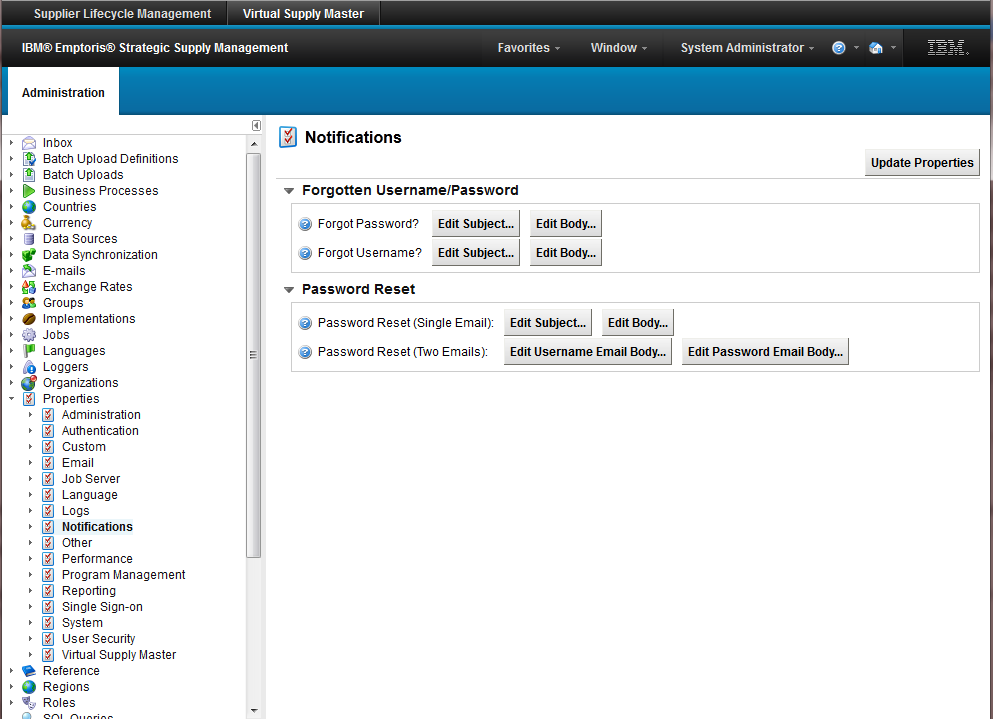 Supplier Lifecycle Management Virtual Supply Master
IBM® Emptoris® Strategic Supply Management Favorites Window System Administrator IBM.
Administration
Inbox
Batch Upload Definitions
Batch Uploads
Business Processes
Countries
Currency
Data Sources
Data Synchronization
E-mails
Exchange Rates
Groups
Implementations
Jobs
Languages
Loggers
Organizations
Properties
Administration
Authentication
Custom
Email
Job Server
Language
Logs
Notifications
Other
Performance
Program Management
Reporting
Single Sign-on
System
User Security
Virtual Supply Master
Reference
Regions
Roles
SQL Queries
Notifications
Update Properties
Forgotten Username/Password
Forgot Password? Edit Subject... Edit Body...
Forgot Username? Edit Subject... Edit Body...
Password Reset
Password Reset (Single Email): Edit Subject... Edit Body...
Password Reset (Two Emails): Edit Username Email Body... Edit Password Email Body...